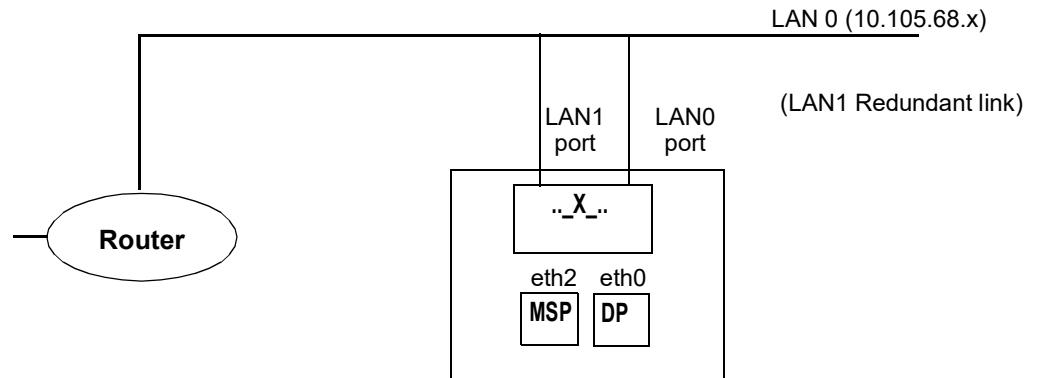 LAN 0 (10.105.68.x)
(LAN1 Redundant link)
LAN1
port
LAN0
port
.._X_..
Router
eth2
eth0
MSP
DP